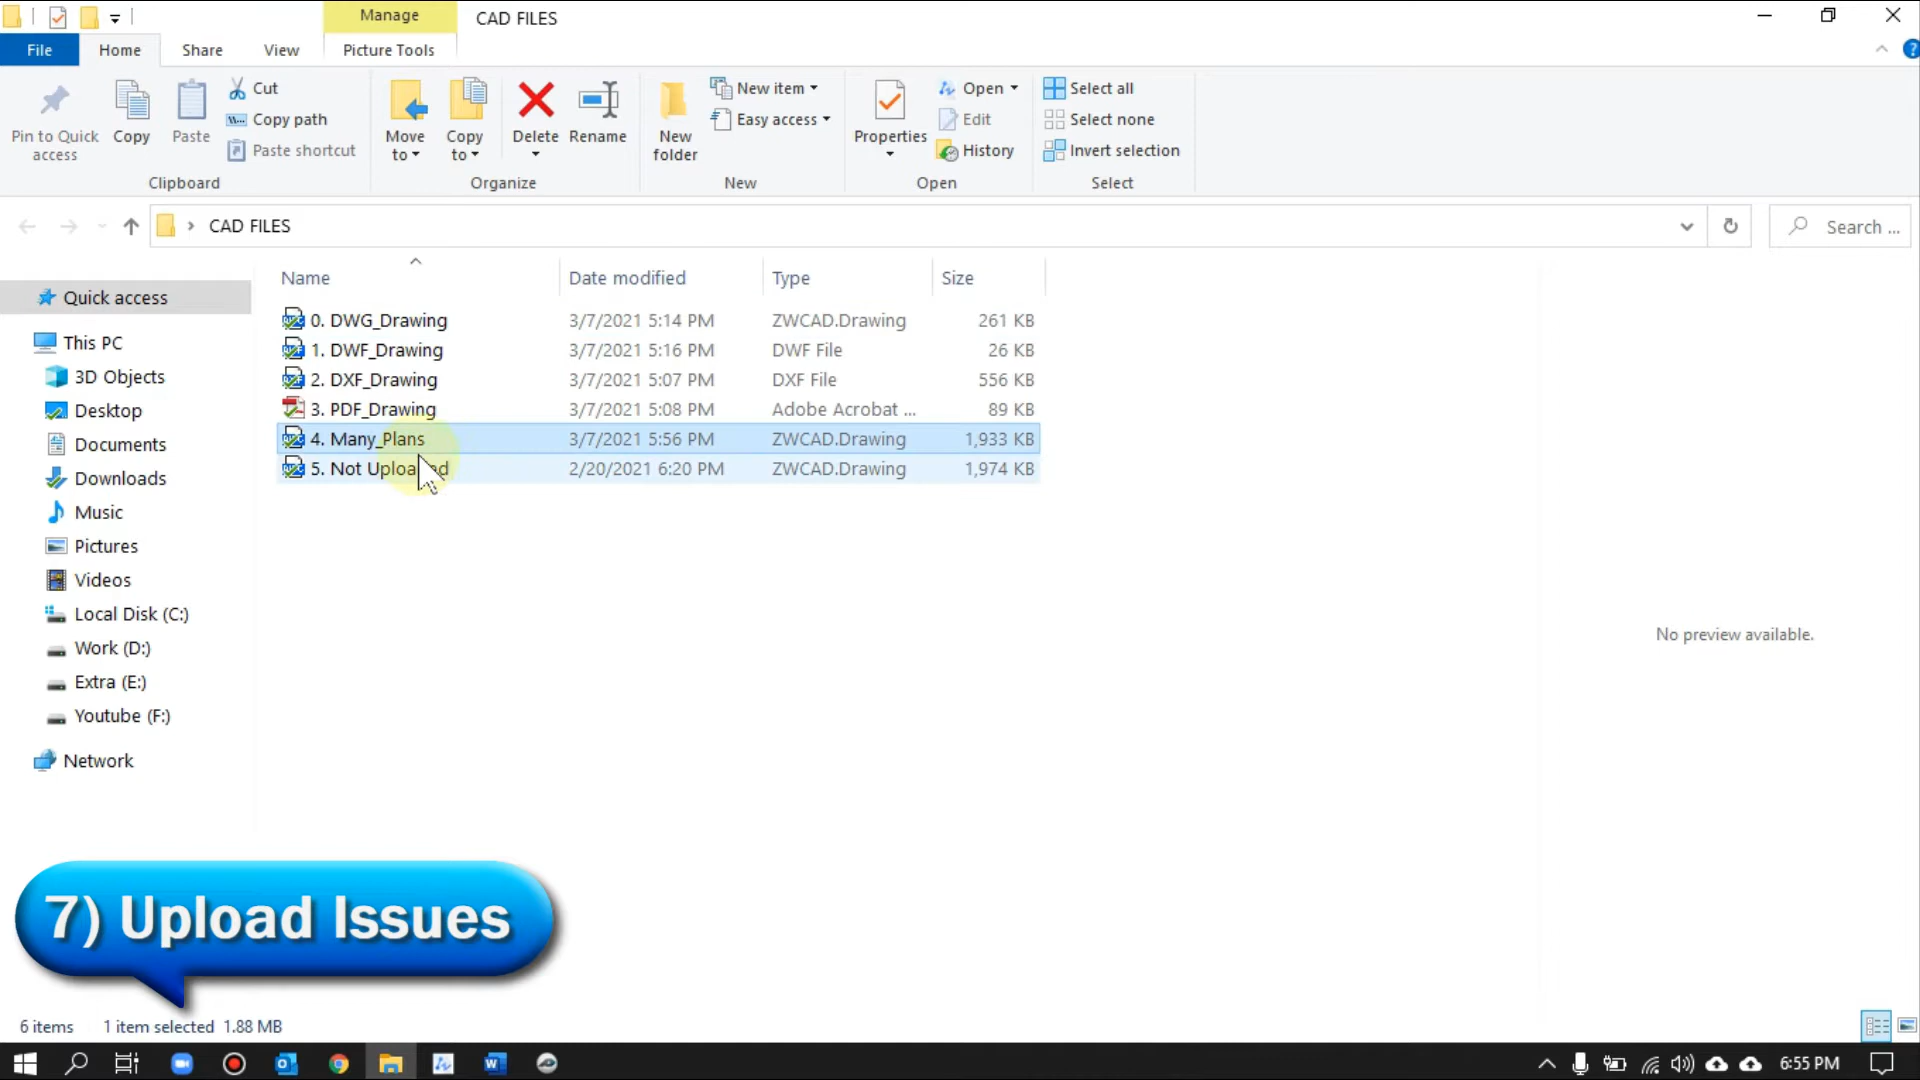 Manage
CAD FILES
File
Home
Share
View
Picture Tools
Pin to Quick access
Copy
Paste
Cut
Copy path
Paste shortcut
Clipboard
Move to
Copy to
Delete
Rename
Organize
New folder
New item
Easy access
New
Properties
Open
Edit
History
Open
Select all
Select none
Invert selection
Select
CAD FILES
Search ...
Name Date modified Type Size
0. DWG_Drawing 3/7/2021 5:14 PM ZWCAD.Drawing 261 KB
1. DWF_Drawing 3/7/2021 5:16 PM DWF File 26 KB
2. DXF_Drawing 3/7/2021 5:07 PM DXF File 556 KB
3. PDF_Drawing 3/7/2021 5:08 PM Adobe Acrobat ... 89 KB
4. Many_Plans 3/7/2021 5:56 PM ZWCAD.Drawing 1,933 KB
5. Not Uploaded 2/20/2021 6:20 PM ZWCAD.Drawing 1,974 KB
Quick access
This PC
3D Objects
Desktop
Documents
Downloads
Music
Pictures
Videos
Local Disk (C:)
Work (D:)
Extra (E:)
Youtube (F:)
Network
No preview available.
7) Upload Issues
6 items 1 item selected 1.88 MB
6:55 PM